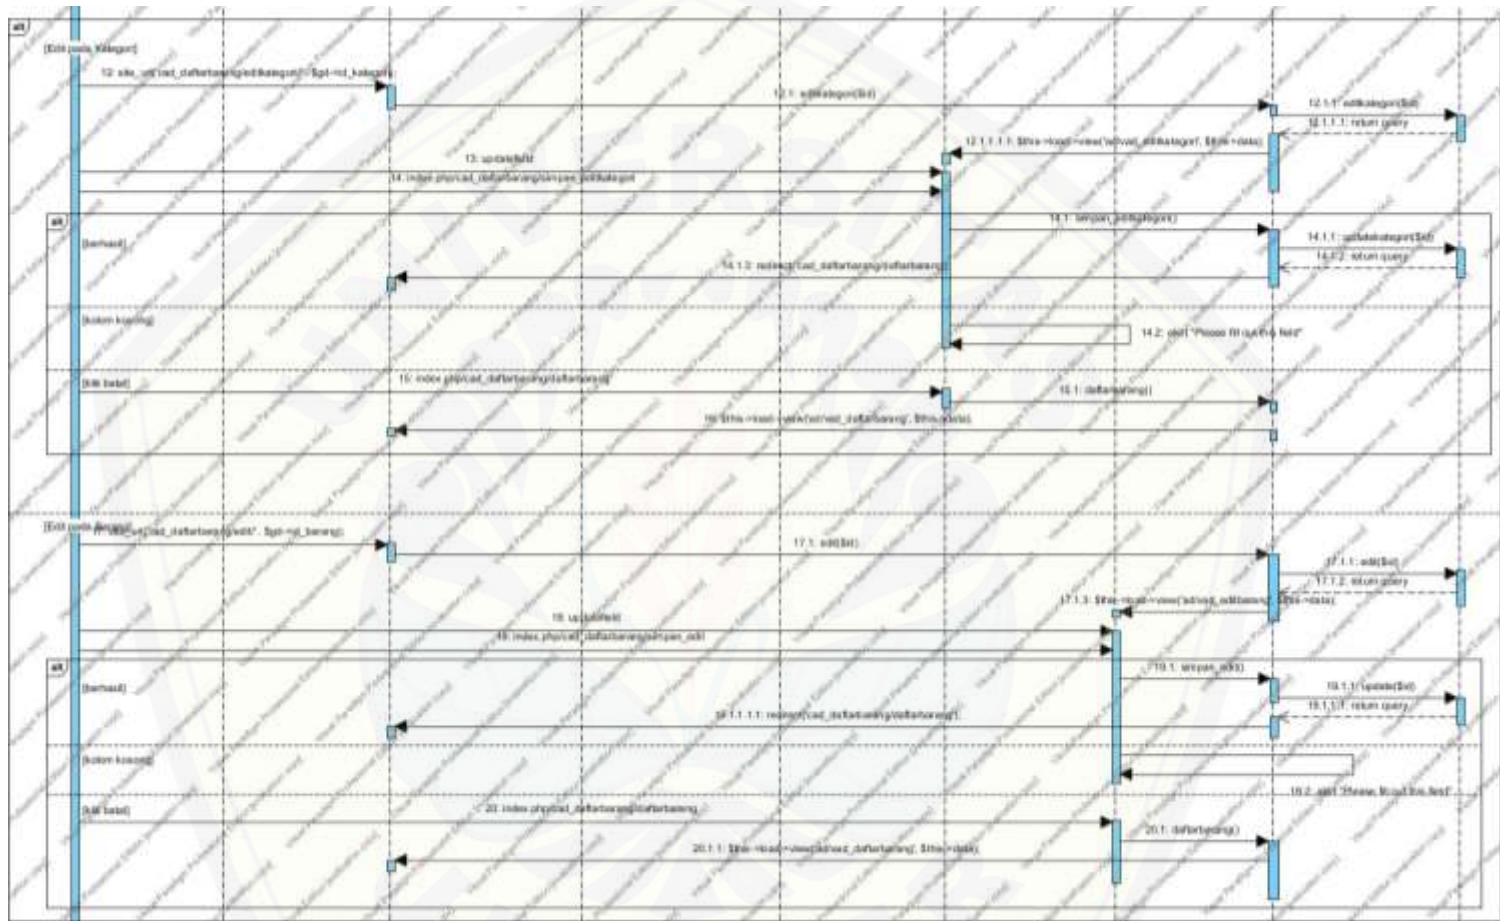 alt
[Edit pada Kategori]
12: site_url('cad_daftarbarang/editkategori/' . $gd->id_kategori);
12.1: editkategori($id)
12.1.1: editkategori($id)
12.1.1.1: return query
12.1.1.1.1: $this->load->view('ad/vad_editkategori', $this->data);
13: updatefield
14: index.php/cad_daftarbarang/simpan_editkategori
alt
14.1: simpan_editkategori()
[berhasil]
14.1.1: updatekategori($id)
14.1.2: return query
14.1.3: redirect('cad_daftarbarang/daftarbarang');
[kolom kosong]
14.2: alert "Please fill out this field"
[klik batal]
15: index.php/cad_daftarbarang/daftarbarang
15.1: daftarbarang()
16: $this->load->view('ad/vad_daftarbarang', $this->data);
[Edit pada Barang]
17: site_url('cad_daftarbarang/edit/' . $gd->id_barang);
17.1: edit($id)
17.1.1: edit($id)
17.1.2: return query
17.1.3: $this->load->view('ad/vad_editbarang', $this->data);
18: updatefield
19: index.php/cad_daftarbarang/simpan_edit
alt
19.1: simpan_edit()
[berhasil]
19.1.1: update($id)
19.1.1.1: return query
19.1.1.1.1: redirect('cad_daftarbarang/daftarbarang');
[kolom kosong]
19.2: alert "Please fill out this field"
[klik batal]
20: index.php/cad_daftarbarang/daftarbarang
20.1: daftarbarang()
20.1.1: $this->load->view('ad/vad_daftarbarang', $this->data);